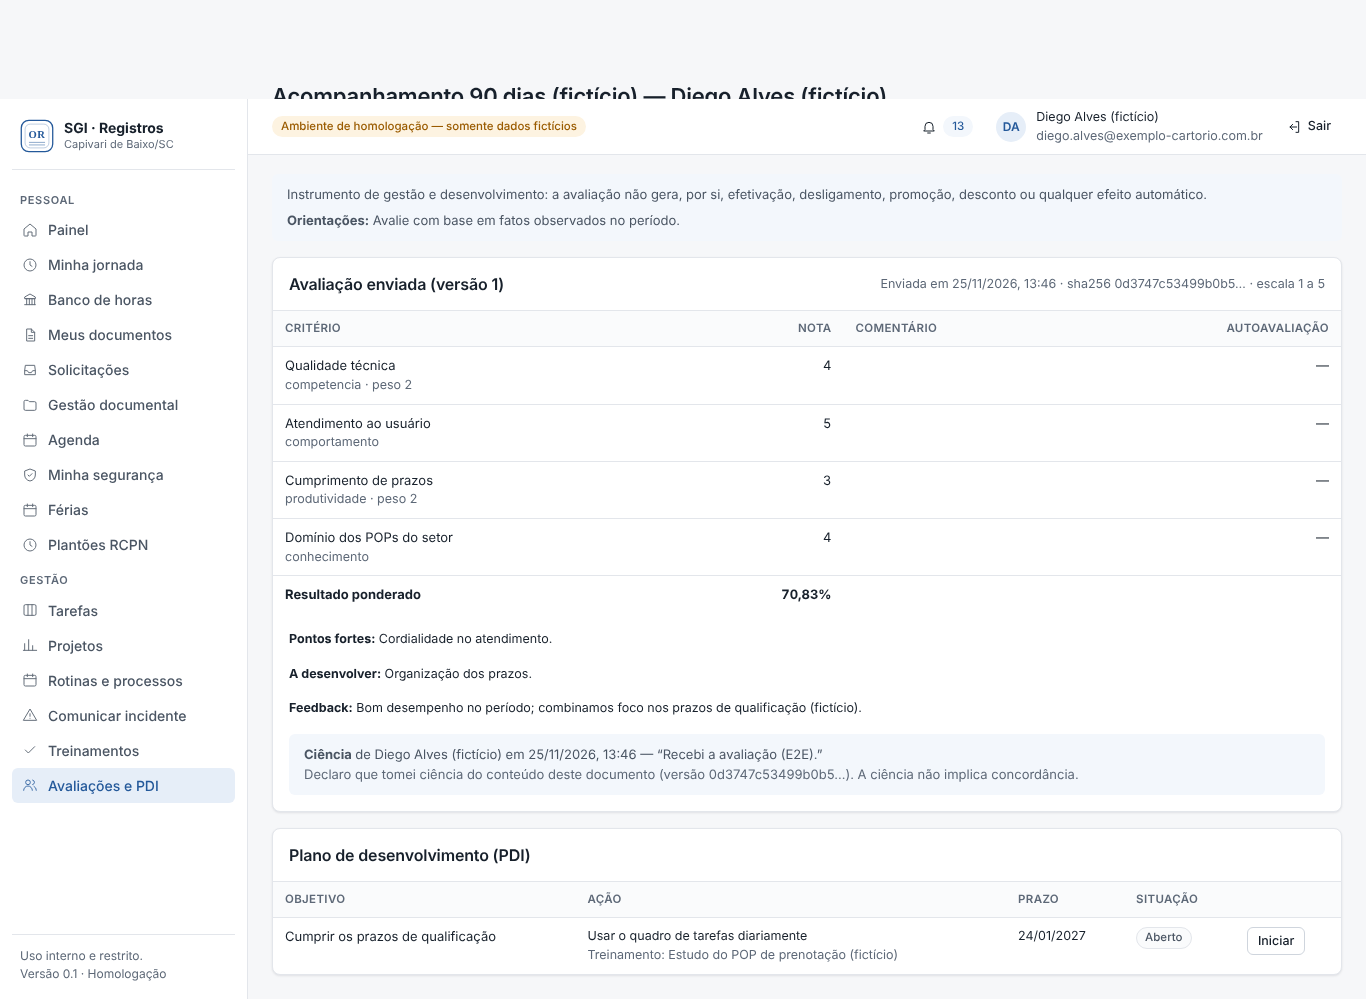 Acompanhamento 90 dias (fictício) — Diego Alves (fictício)
OR
SGI · Registros
Capivari de Baixo/SC
Ambiente de homologação — somente dados fictícios
13
DA
Diego Alves (fictício)
diego.alves@exemplo-cartorio.com.br
Sair
PESSOAL
Painel
Minha jornada
Banco de horas
Meus documentos
Solicitações
Gestão documental
Agenda
Minha segurança
Férias
Plantões RCPN
GESTÃO
Tarefas
Projetos
Rotinas e processos
Comunicar incidente
Treinamentos
Avaliações e PDI
Uso interno e restrito.
Versão 0.1 · Homologação
Instrumento de gestão e desenvolvimento: a avaliação não gera, por si, efetivação, desligamento, promoção, desconto ou qualquer efeito automático.
Orientações: Avalie com base em fatos observados no período.
Avaliação enviada (versão 1)
Enviada em 25/11/2026, 13:46 · sha256 0d3747c53499b0b5… · escala 1 a 5
CRITÉRIO NOTA COMENTÁRIO AUTOAVALIAÇÃO
Qualidade técnica 4 —
competencia · peso 2
Atendimento ao usuário 5 —
comportamento
Cumprimento de prazos 3 —
produtividade · peso 2
Domínio dos POPs do setor 4 —
conhecimento
Resultado ponderado 70,83%
Pontos fortes: Cordialidade no atendimento.
A desenvolver: Organização dos prazos.
Feedback: Bom desempenho no período; combinamos foco nos prazos de qualificação (fictício).
Ciência de Diego Alves (fictício) em 25/11/2026, 13:46 — “Recebi a avaliação (E2E).”
Declaro que tomei ciência do conteúdo deste documento (versão 0d3747c53499b0b5…). A ciência não implica concordância.
Plano de desenvolvimento (PDI)
OBJETIVO AÇÃO PRAZO SITUAÇÃO
Cumprir os prazos de qualificação Usar o quadro de tarefas diariamente 24/01/2027 Aberto Iniciar
Treinamento: Estudo do POP de prenotação (fictício)